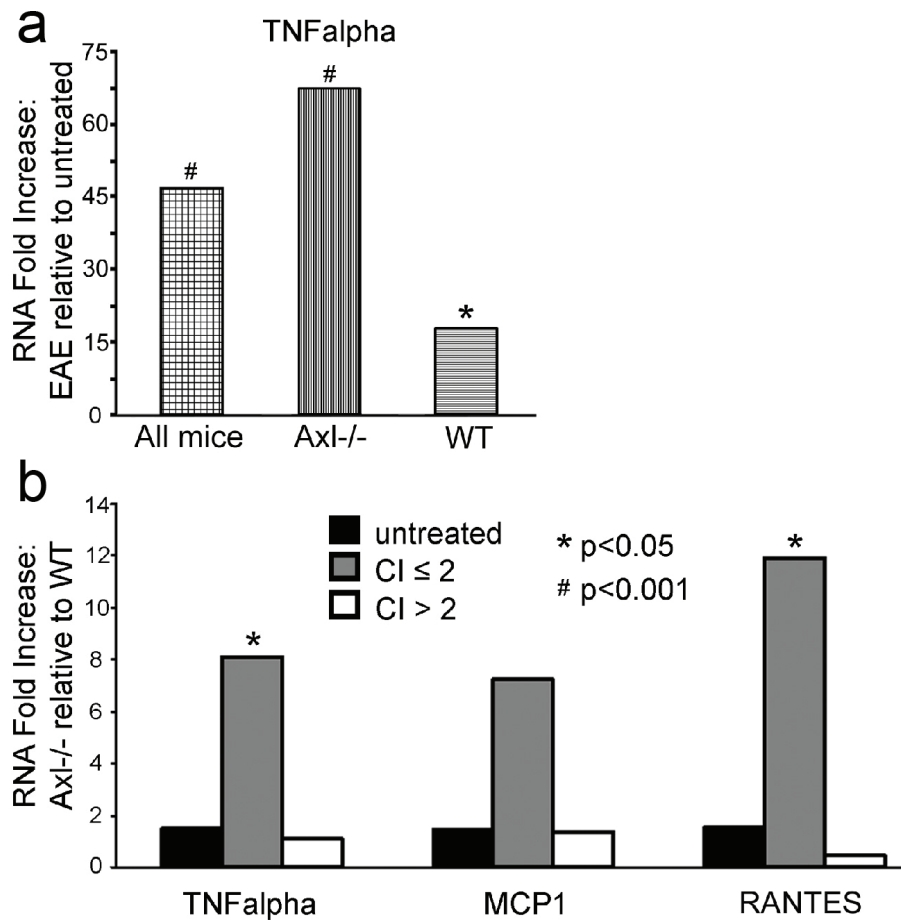 a
TNFalpha
RNA Fold Increase:
EAE relative to untreated
75
60
45
30
15
0
#
#
*
All mice
Axl-/-
WT
b
RNA Fold Increase:
Axl-/- relative to WT
14
12
10
8
6
4
2
0
untreated
CI ≤ 2
CI > 2
* p<0.05
# p<0.001
*
*
TNFalpha
MCP1
RANTES